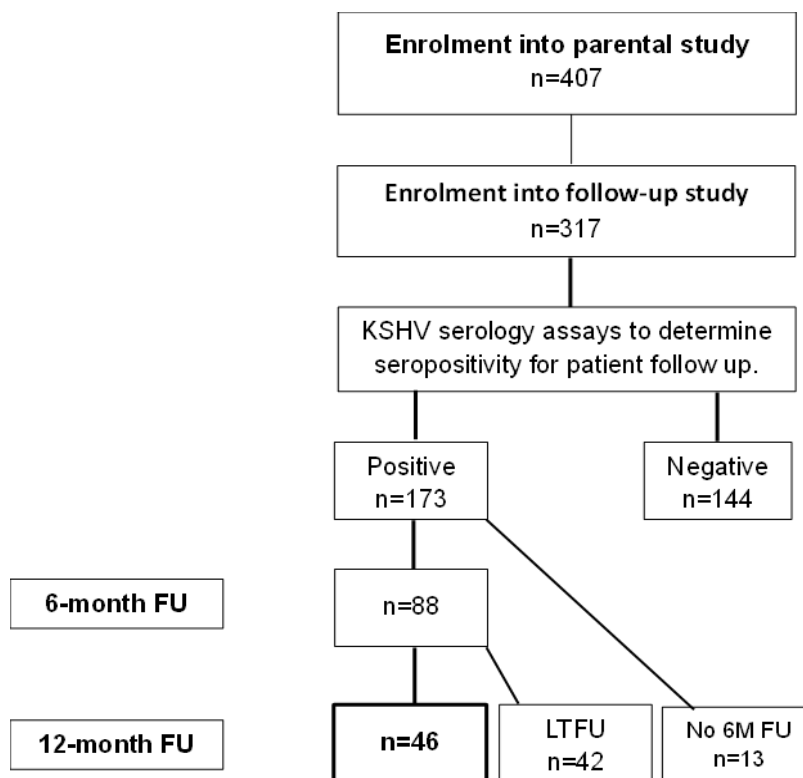 Enrolment into parental study
n=407
Enrolment into follow-up study
n=317
KSHV serology assays to determine
seropositivity for patient follow up.
Positive
n=173
Negative
n=144
6-month FU
n=88
12-month FU
n=46
LTFU
n=42
No 6M FU
n=13